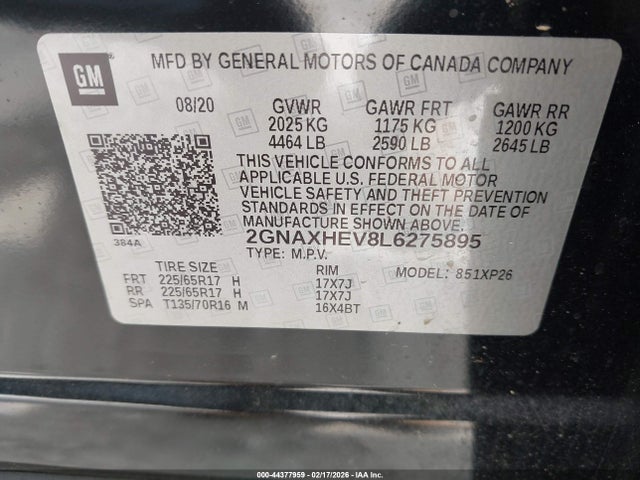 GM
MFD BY GENERAL MOTORS OF CANADA COMPANY
08/20 GVWR GAWR FRT GAWR RR
2025 KG 1175 KG 1200 KG
4464 LB 2590 LB 2645 LB
THIS VEHICLE CONFORMS TO ALL
APPLICABLE U.S. FEDERAL MOTOR
VEHICLE SAFETY AND THEFT PREVENTION
STANDARDS IN EFFECT ON THE DATE OF
MANUFACTURE SHOWN ABOVE.
384A 2GNAXHEV8L6275895
TYPE: M.P.V. MODEL: 851XP26
TIRE SIZE RIM
FRT 225/65R17 H 17X7J
RR 225/65R17 H 17X7J
SPA T135/70R16 M 16X4BT
000-44377959 - 02/17/2026 - IAA Inc.